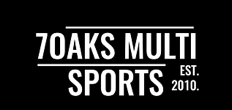 7OAKS MULTI
SPORTS
EST.
2010.